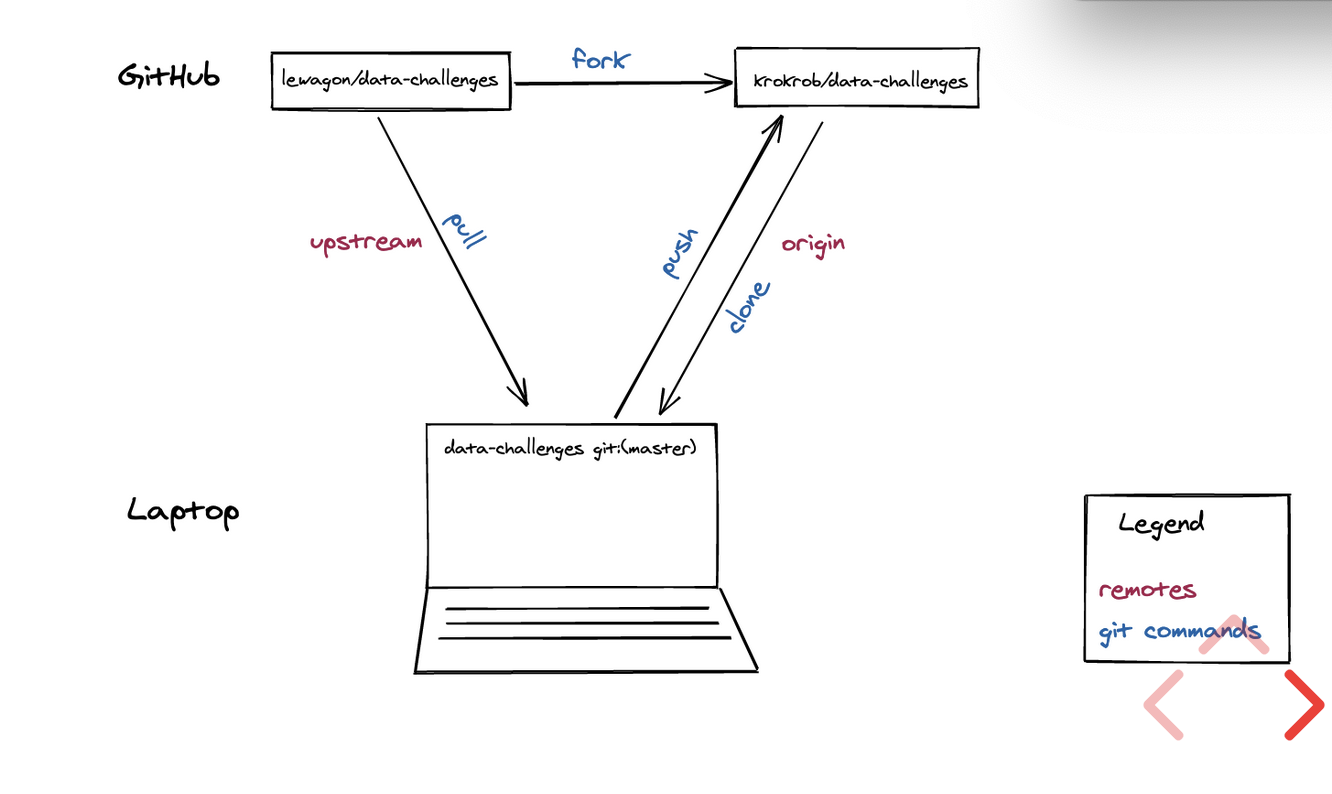 GitHub
lewagon/data-challenges
fork
krokrob/data-challenges
upstream
pull
push
origin
clone
data-challenges git:(master)
Laptop
Legend
remotes
git commands